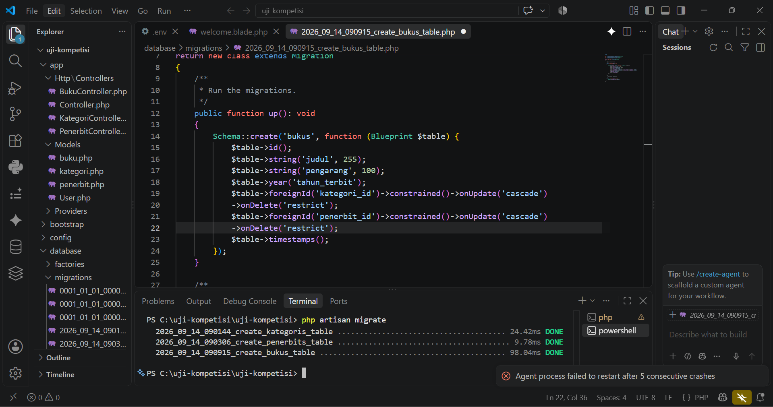 File Edit Selection View Go Run ... uji-kompetisi
Explorer ...
uji-kompetisi
app
Http \ Controllers
BukuController.php
Controller.php
KategoriControlle...
PenerbitControlle...
Models
buku.php
kategori.php
penerbit.php
User.php
Providers
bootstrap
config
database
factories
migrations
0001_01_01_0000...
0001_01_01_0000...
0001_01_01_0000...
2026_09_14_0901...
2026_09_14_0903...
Outline
Timeline
.env welcome.blade.php 2026_09_14_090915_create_bukus_table.php
database > migrations > 2026_09_14_090915_create_bukus_table.php
7 return new class extends Migration
8 {
9 /**
10 * Run the migrations.
11 */
12 public function up(): void
13 {
14 Schema::create('bukus', function (Blueprint $table) {
15 $table->id();
16 $table->string('judul', 255);
17 $table->string('pengarang', 100);
18 $table->year('tahun_terbit');
19 $table->foreignId('kategori_id')->constrained()->onUpdate('cascade')
20 ->onDelete('restrict');
21 $table->foreignId('penerbit_id')->constrained()->onUpdate('cascade')
22 ->onDelete('restrict');
23 $table->timestamps();
24 });
25 }
26
27 /**
Problems Output Debug Console Terminal Ports
PS C:\uji-kompetisi\uji-kompetisi> php artisan migrate
2026_09_14_090144_create_kategoris_table ........ 24.42ms DONE
2026_09_14_090306_create_penerbits_table ........ 9.78ms DONE
2026_09_14_090915_create_bukus_table ........ 98.04ms DONE
PS C:\uji-kompetisi\uji-kompetisi>
php
powershell
Chat
Sessions
Tip: Use /create-agent to
scaffold a custom agent
for your workflow.
2026_09_14_090915_cr
Describe what to build
Agent process failed to restart after 5 consecutive crashes
0 0 Ln 22, Col 36 Spaces: 4 UTF-8 LF {} PHP